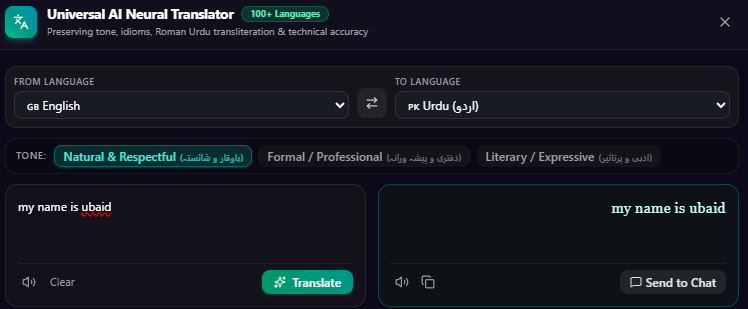 Universal AI Neural Translator 100+ Languages
Preserving tone, idioms, Roman Urdu transliteration & technical accuracy
FROM LANGUAGE
GB English
TO LANGUAGE
PK Urdu (اردو)
TONE: Natural & Respectful (باوقار و شائستہ) Formal / Professional (دفتری و پیشہ ورانہ) Literary / Expressive (ادبی و پرتاثیر)
my name is ubaid
Clear
Translate
my name is ubaid
Send to Chat